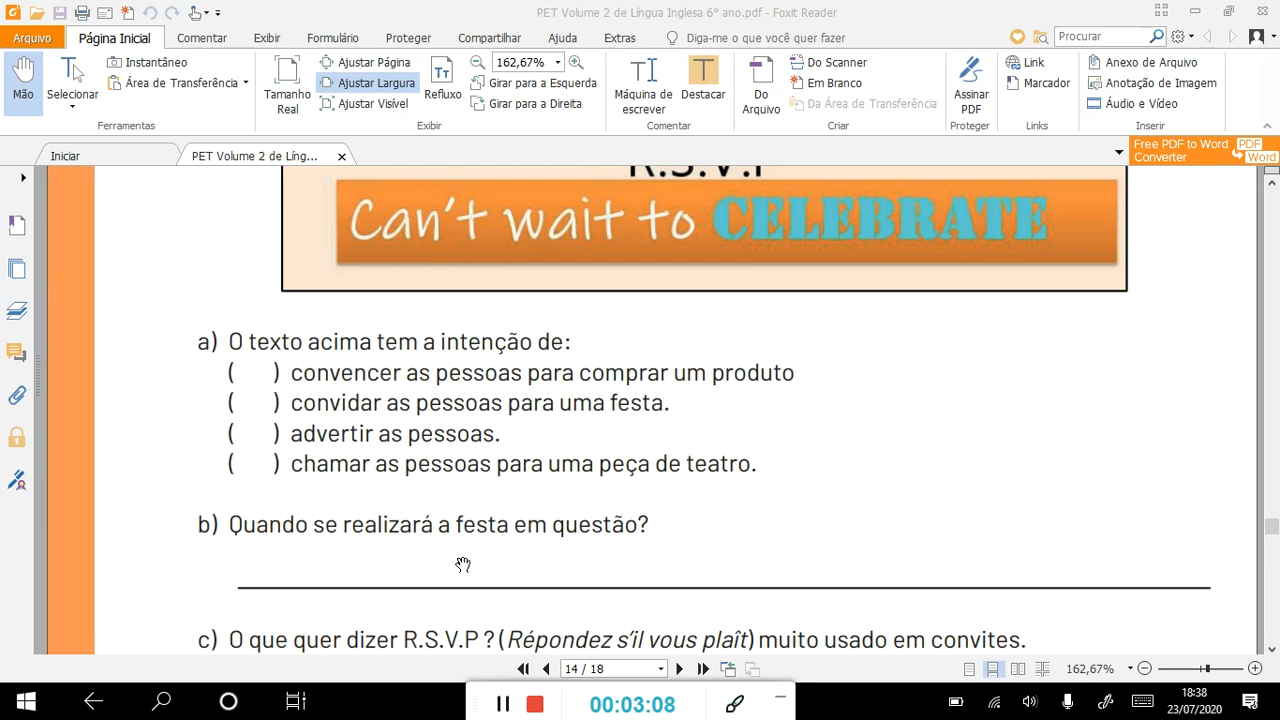 PET Volume 2 de Língua Inglesa 6° ano.pdf - Foxit Reader
Arquivo
Página Inicial
Comentar
Exibir
Formulário
Proteger
Compartilhar
Ajuda
Extras
Diga-me o que você quer fazer
Procurar
Mão
Selecionar
Instantâneo
Área de Transferência
Ferramentas
Tamanho Real
Ajustar Página
Ajustar Largura
Ajustar Visível
Refluxo
162,67%
Girar para a Esquerda
Girar para a Direita
Exibir
Máquina de escrever
Destacar
Comentar
Do Arquivo
Do Scanner
Em Branco
Da Área de Transferência
Criar
Assinar PDF
Proteger
Link
Marcador
Links
Anexo de Arquivo
Anotação de Imagem
Áudio e Vídeo
Inserir
Iniciar
PET Volume 2 de Líng...
Free PDF to Word
Converter
PDF
Word
R.S.V.P
Can't wait to CELEBRATE
a) O texto acima tem a intenção de:
( ) convencer as pessoas para comprar um produto
( ) convidar as pessoas para uma festa.
( ) advertir as pessoas.
( ) chamar as pessoas para uma peça de teatro.
b) Quando se realizará a festa em questão?
c) O que quer dizer R.S.V.P ? (Répondez s'il vous plaît) muito usado em convites.
14 / 18
162,67%
00:03:08
18:38
23/07/2020